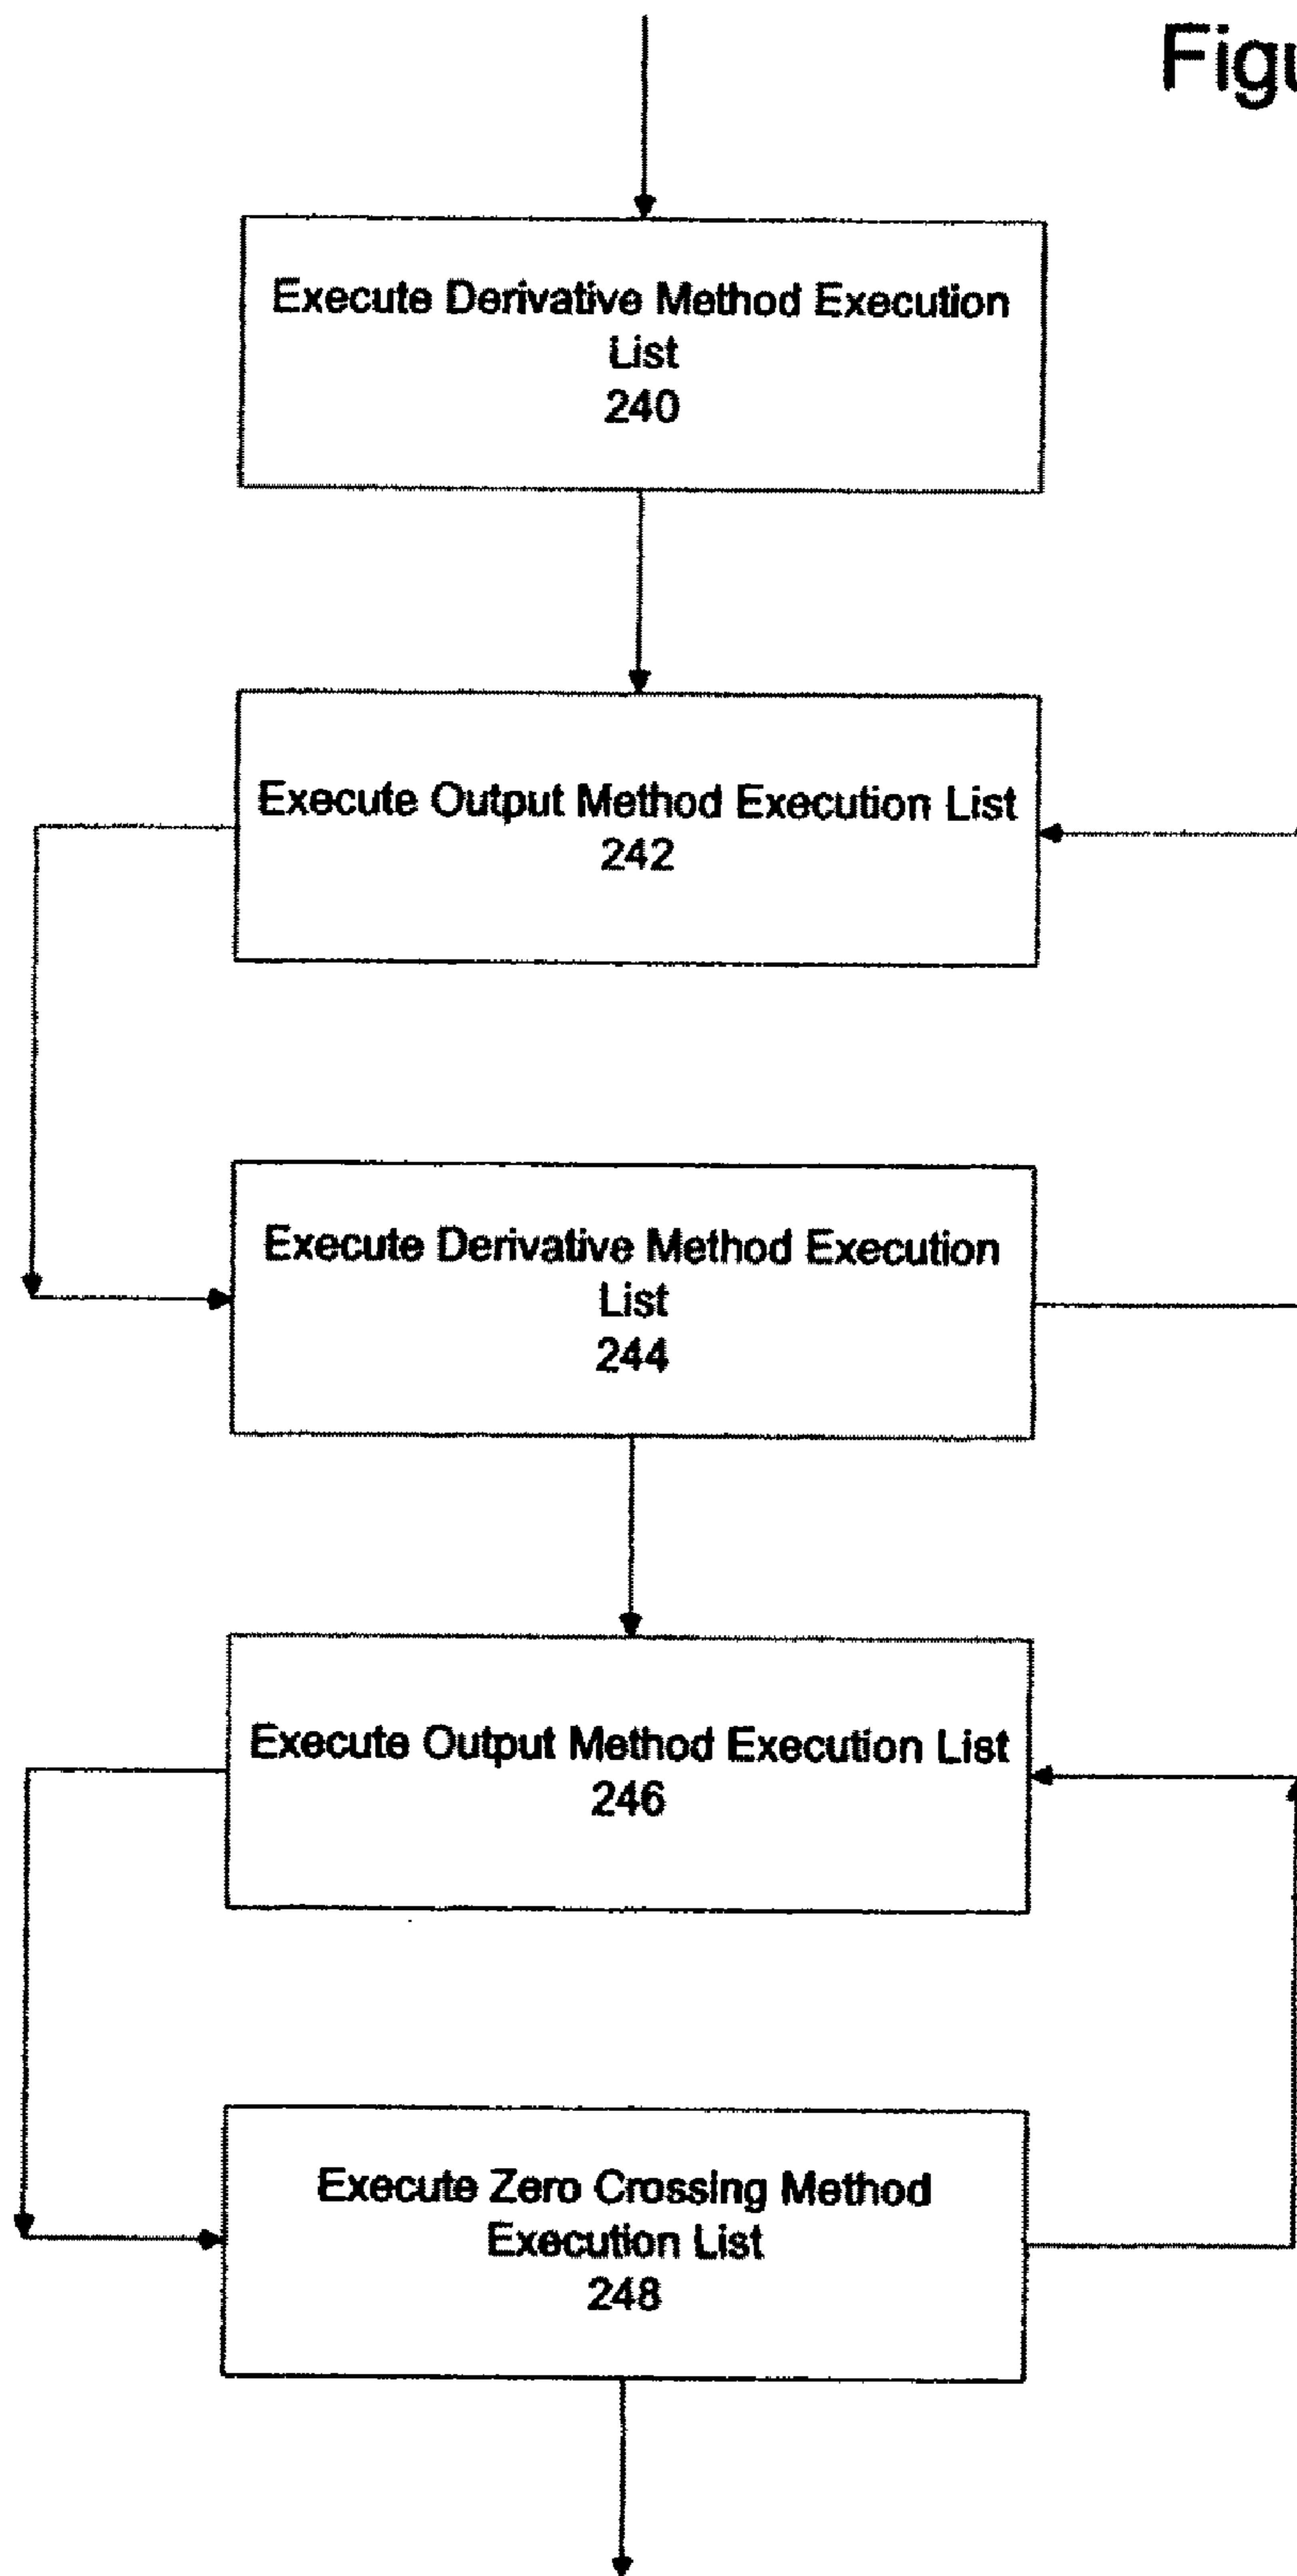 Execute Derivative Method Execution
List
240
Execute Output Method Execution List
242
Execute Derivative Method Execution
List
244
Execute Output Method Execution List
246
Execute Zero Crossing Method
Execution List
248